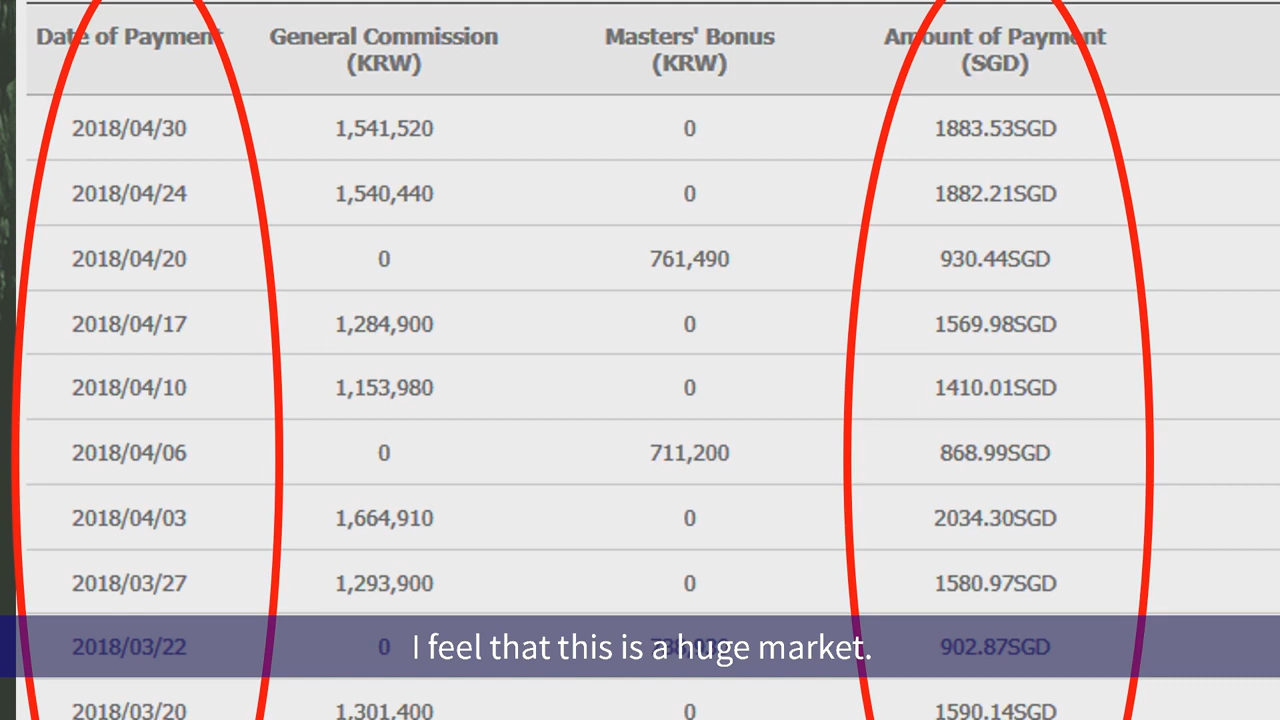 Date of Payment General Commission (KRW) Masters' Bonus (KRW) Amount of Payment (SGD)
2018/04/30 1,541,520 0 1883.53SGD
2018/04/24 1,540,440 0 1882.21SGD
2018/04/20 0 761,490 930.44SGD
2018/04/17 1,284,900 0 1569.98SGD
2018/04/10 1,153,980 0 1410.01SGD
2018/04/06 0 711,200 868.99SGD
2018/04/03 1,664,910 0 2034.30SGD
2018/03/27 1,293,900 0 1580.97SGD
2018/03/22 0 902.87SGD
I feel that this is a huge market.
2018/03/20 1,301,400 0 1590.14SGD